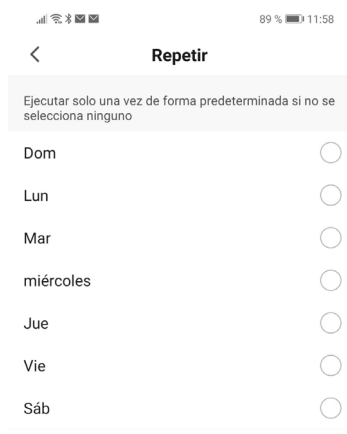 89 % 11:58
Repetir
Ejecutar solo una vez de forma predeterminada si no se
selecciona ninguno
Dom
Lun
Mar
miércoles
Jue
Vie
Sáb